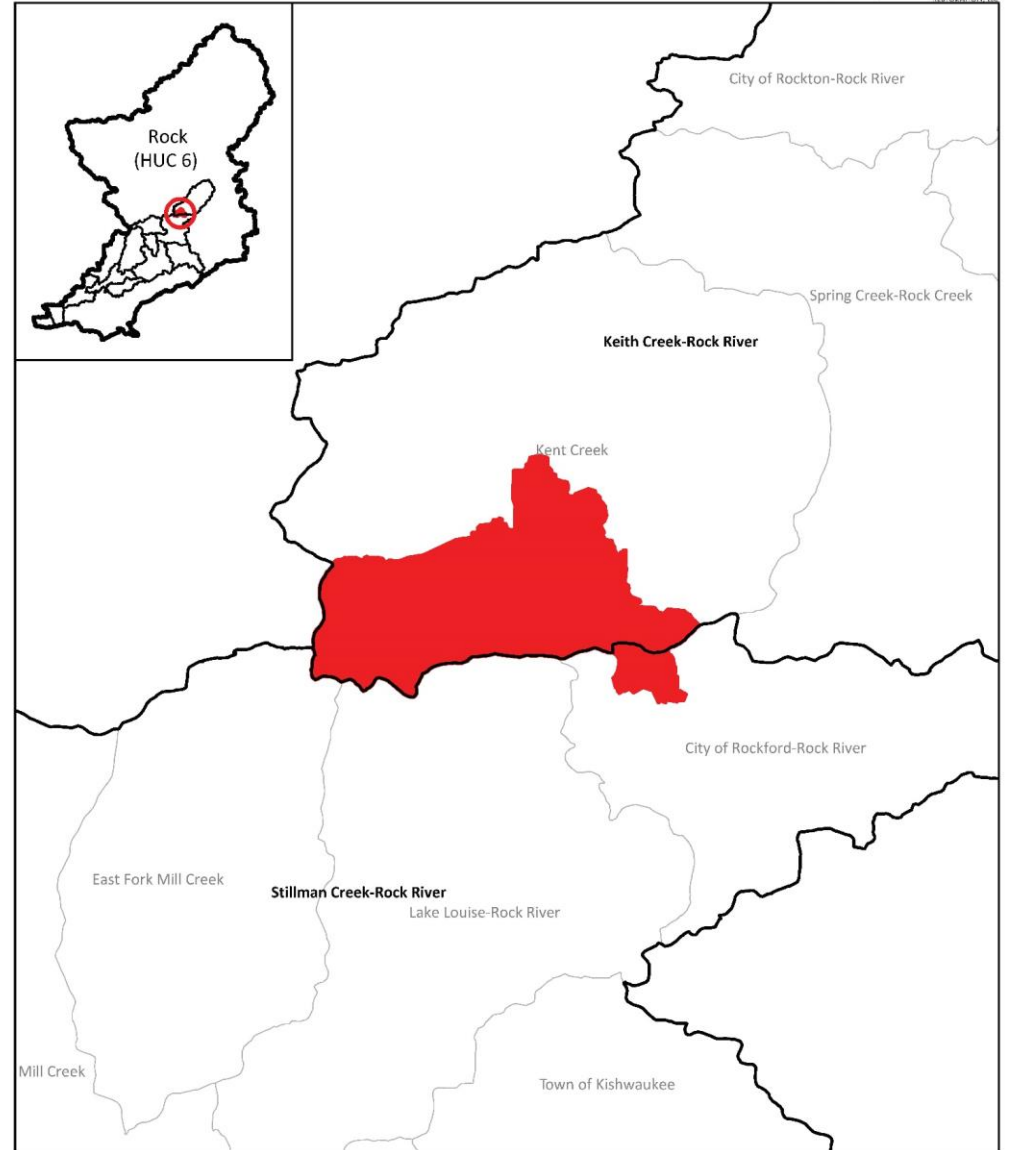 Rock
(HUC 6)
City of Rockton-Rock River
Spring Creek-Rock Creek
Keith Creek-Rock River
Kent Creek
City of Rockford-Rock River
East Fork Mill Creek
Stillman Creek-Rock River
Lake Louise-Rock River
Mill Creek
Town of Kishwaukee